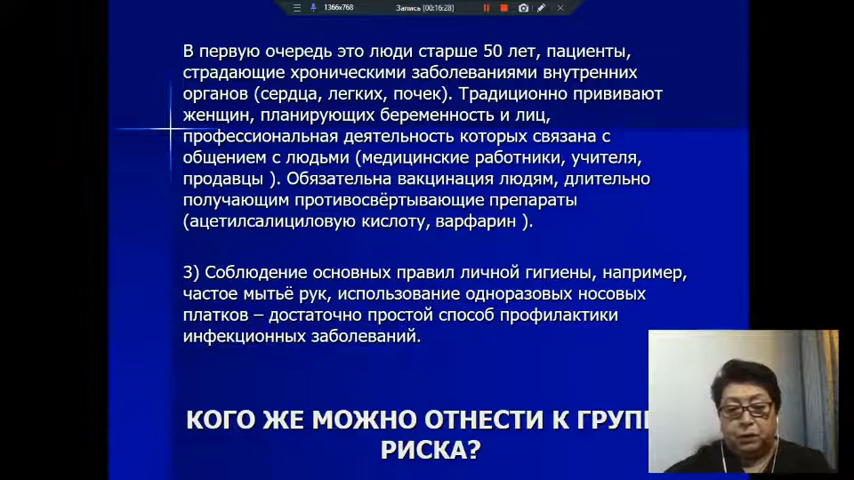 1366x768
Запись [00:16:28]
В первую очередь это люди старше 50 лет, пациенты,
страдающие хроническими заболеваниями внутренних
органов (сердца, легких, почек). Традиционно прививают
женщин, планирующих беременность и лиц,
профессиональная деятельность которых связана с
общением с людьми (медицинские работники, учителя,
продавцы ). Обязательна вакцинация людям, длительно
получающим противосвёртывающие препараты
(ацетилсалициловую кислоту, варфарин ).
3) Соблюдение основных правил личной гигиены, например,
частое мытьё рук, использование одноразовых носовых
платков – достаточно простой способ профилактики
инфекционных заболеваний.
КОГО ЖЕ МОЖНО ОТНЕСТИ К
РИСКА?